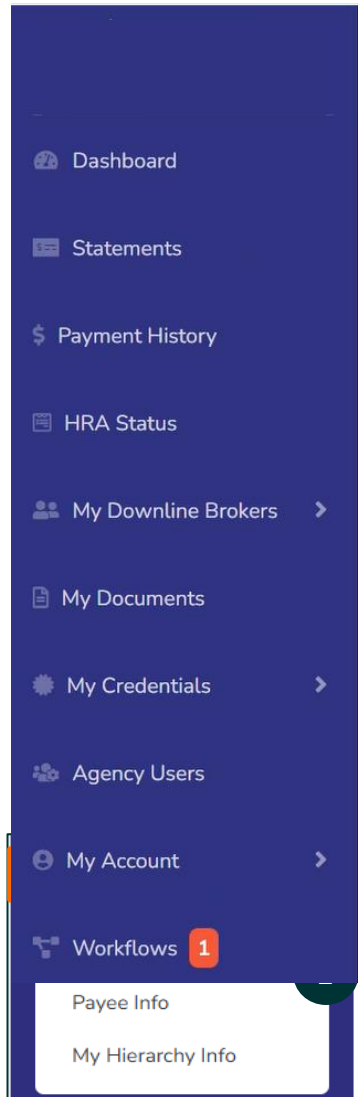 Dashboard
Statements
Payment History
HRA Status
My Downline Brokers
My Documents
My Credentials
Agency Users
My Account
Workflows 1
Payee Info
My Hierarchy Info